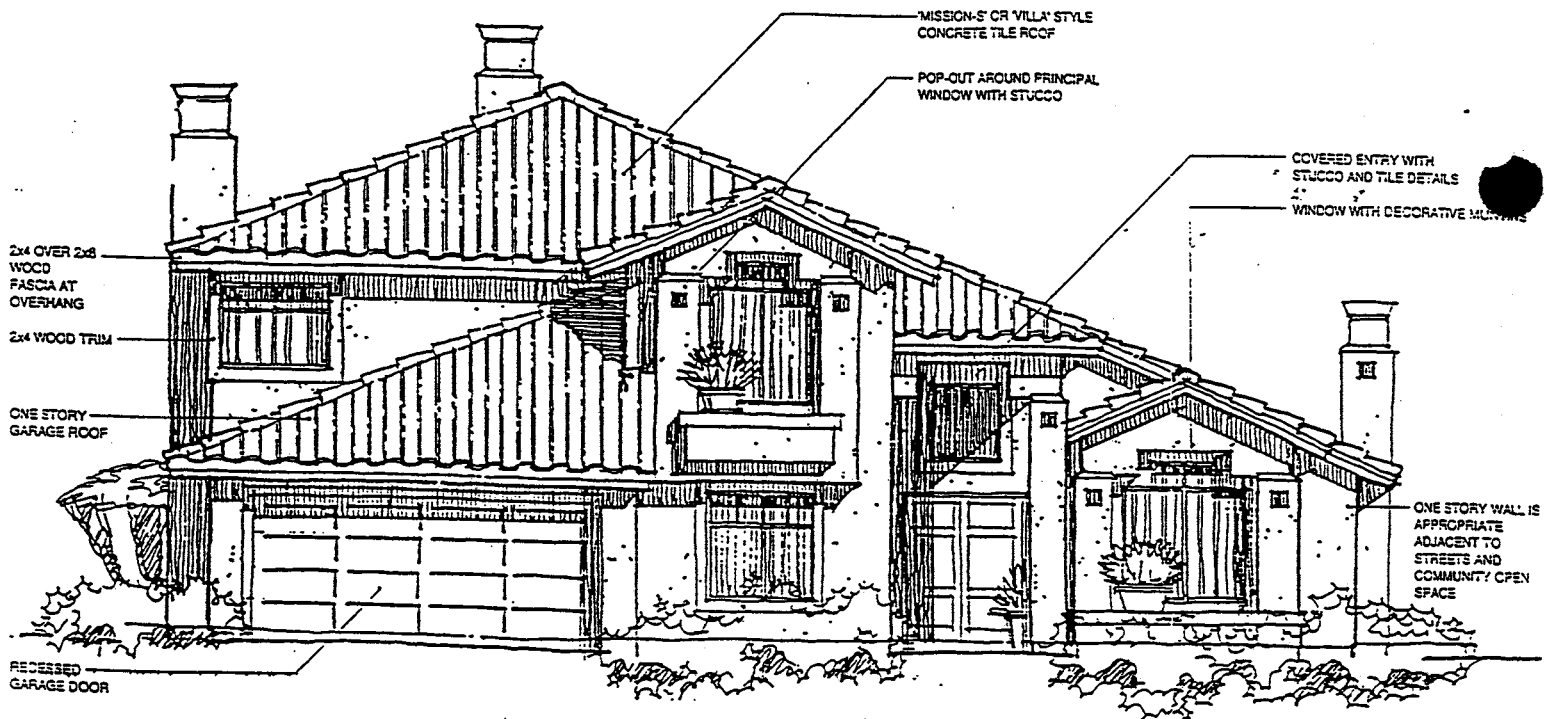 "MISSION-S" OR "VILLA" STYLE
CONCRETE TILE ROOF
POP-OUT AROUND PRINCIPAL
WINDOW WITH STUCCO
COVERED ENTRY WITH
STUCCO AND TILE DETAILS
WINDOW WITH DECORATIVE MUNTINS
2x4 OVER 2x8
WOOD
FASCIA AT
OVERHANG
2x4 WOOD TRIM
ONE STORY
GARAGE ROOF
ONE STORY WALL IS
APPROPRIATE
ADJACENT TO
STREETS AND
COMMUNITY OPEN
SPACE
RECESSED
GARAGE DOOR